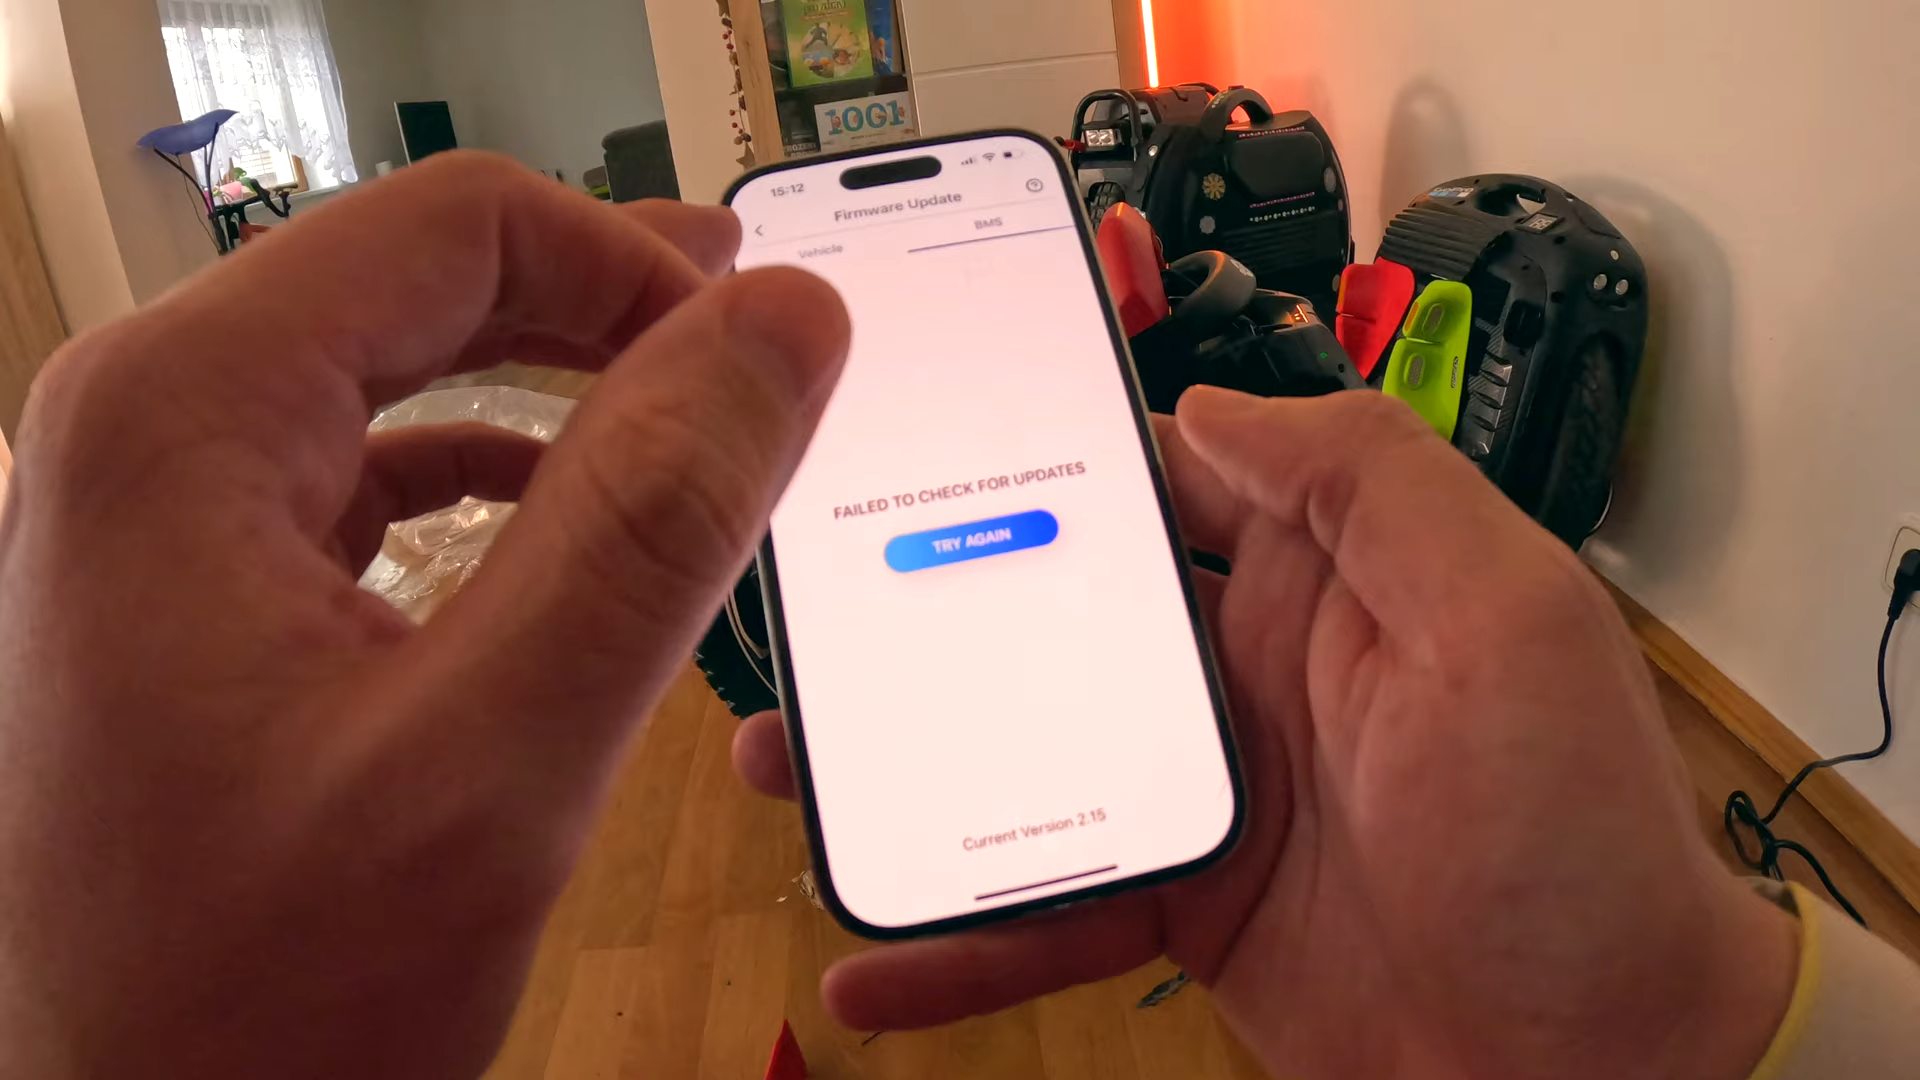 1001
15:12
Firmware Update
Vehicle
BMS
FAILED TO CHECK FOR UPDATES
TRY AGAIN
Current Version 2.15